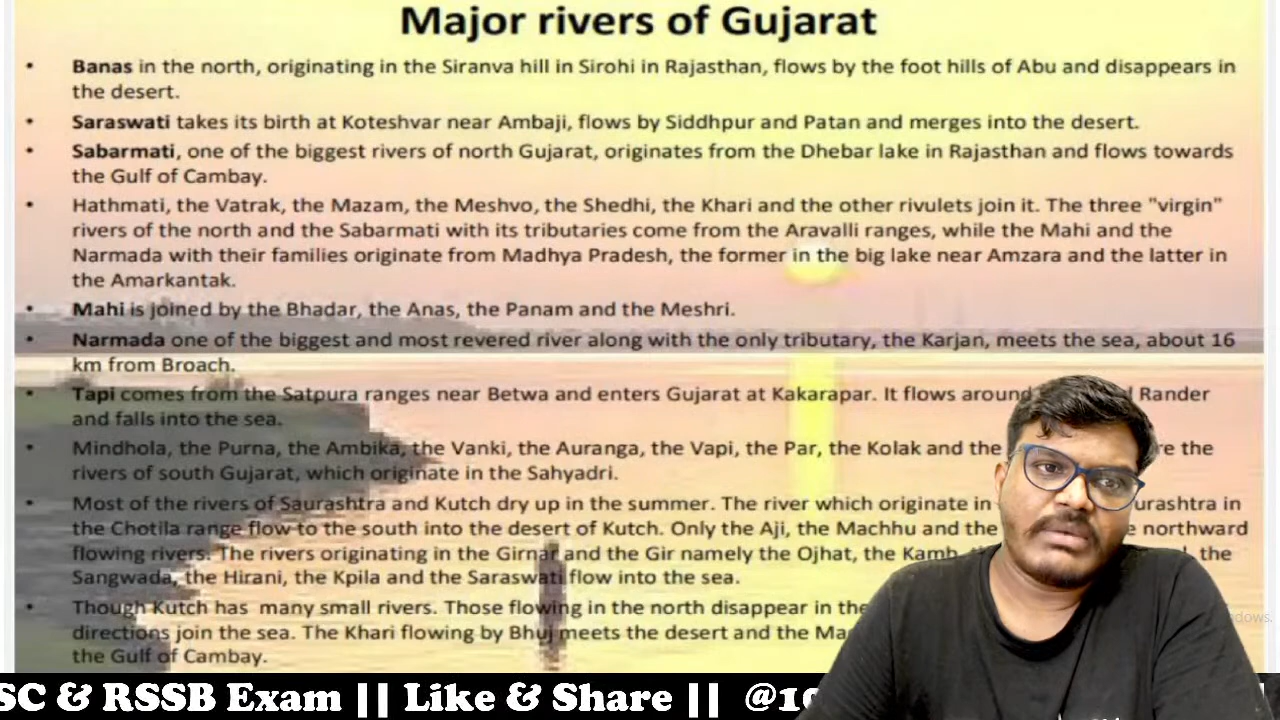 Major rivers of Gujarat
• Banas in the north, originating in the Siranva hill in Sirohi in Rajasthan, flows by the foot hills of Abu and disappears in
the desert.
• Saraswati takes its birth at Koteshvar near Ambaji, flows by Siddhpur and Patan and merges into the desert.
• Sabarmati, one of the biggest rivers of north Gujarat, originates from the Dhebar lake in Rajasthan and flows towards
the Gulf of Cambay.
• Hathmati, the Vatrak, the Mazam, the Meshvo, the Shedhi, the Khari and the other rivulets join it. The three "virgin"
rivers of the north and the Sabarmati with its tributaries come from the Aravalli ranges, while the Mahi and the
Narmada with their families originate from Madhya Pradesh, the former in the big lake near Amzara and the latter in
the Amarkantak.
• Mahi is joined by the Bhadar, the Anas, the Panam and the Meshri.
• Narmada one of the biggest and most revered river along with the only tributary, the Karjan, meets the sea, about 16
km from Broach.
• Tapi comes from the Satpura ranges near Betwa and enters Gujarat at Kakarapar. It flows around Rander
and falls into the sea.
• Mindhola, the Purna, the Ambika, the Vanki, the Auranga, the Vapi, the Par, the Kolak and the re the
rivers of south Gujarat, which originate in the Sahyadri.
• Most of the rivers of Saurashtra and Kutch dry up in the summer. The river which originate in urashtra in
the Chotila range flow to the south into the desert of Kutch. Only the Aji, the Machhu and the northward
flowing rivers. The rivers originating in the Girnar and the Gir namely the Ojhat, the Kamb the
Sangwada, the Hirani, the Kpila and the Saraswati flow into the sea.
• Though Kutch has many small rivers. Those flowing in the north disappear in the
directions join the sea. The Khari flowing by Bhuj meets the desert and the Ma
the Gulf of Cambay.
dows.
SC & RSSB Exam || Like & Share || @10